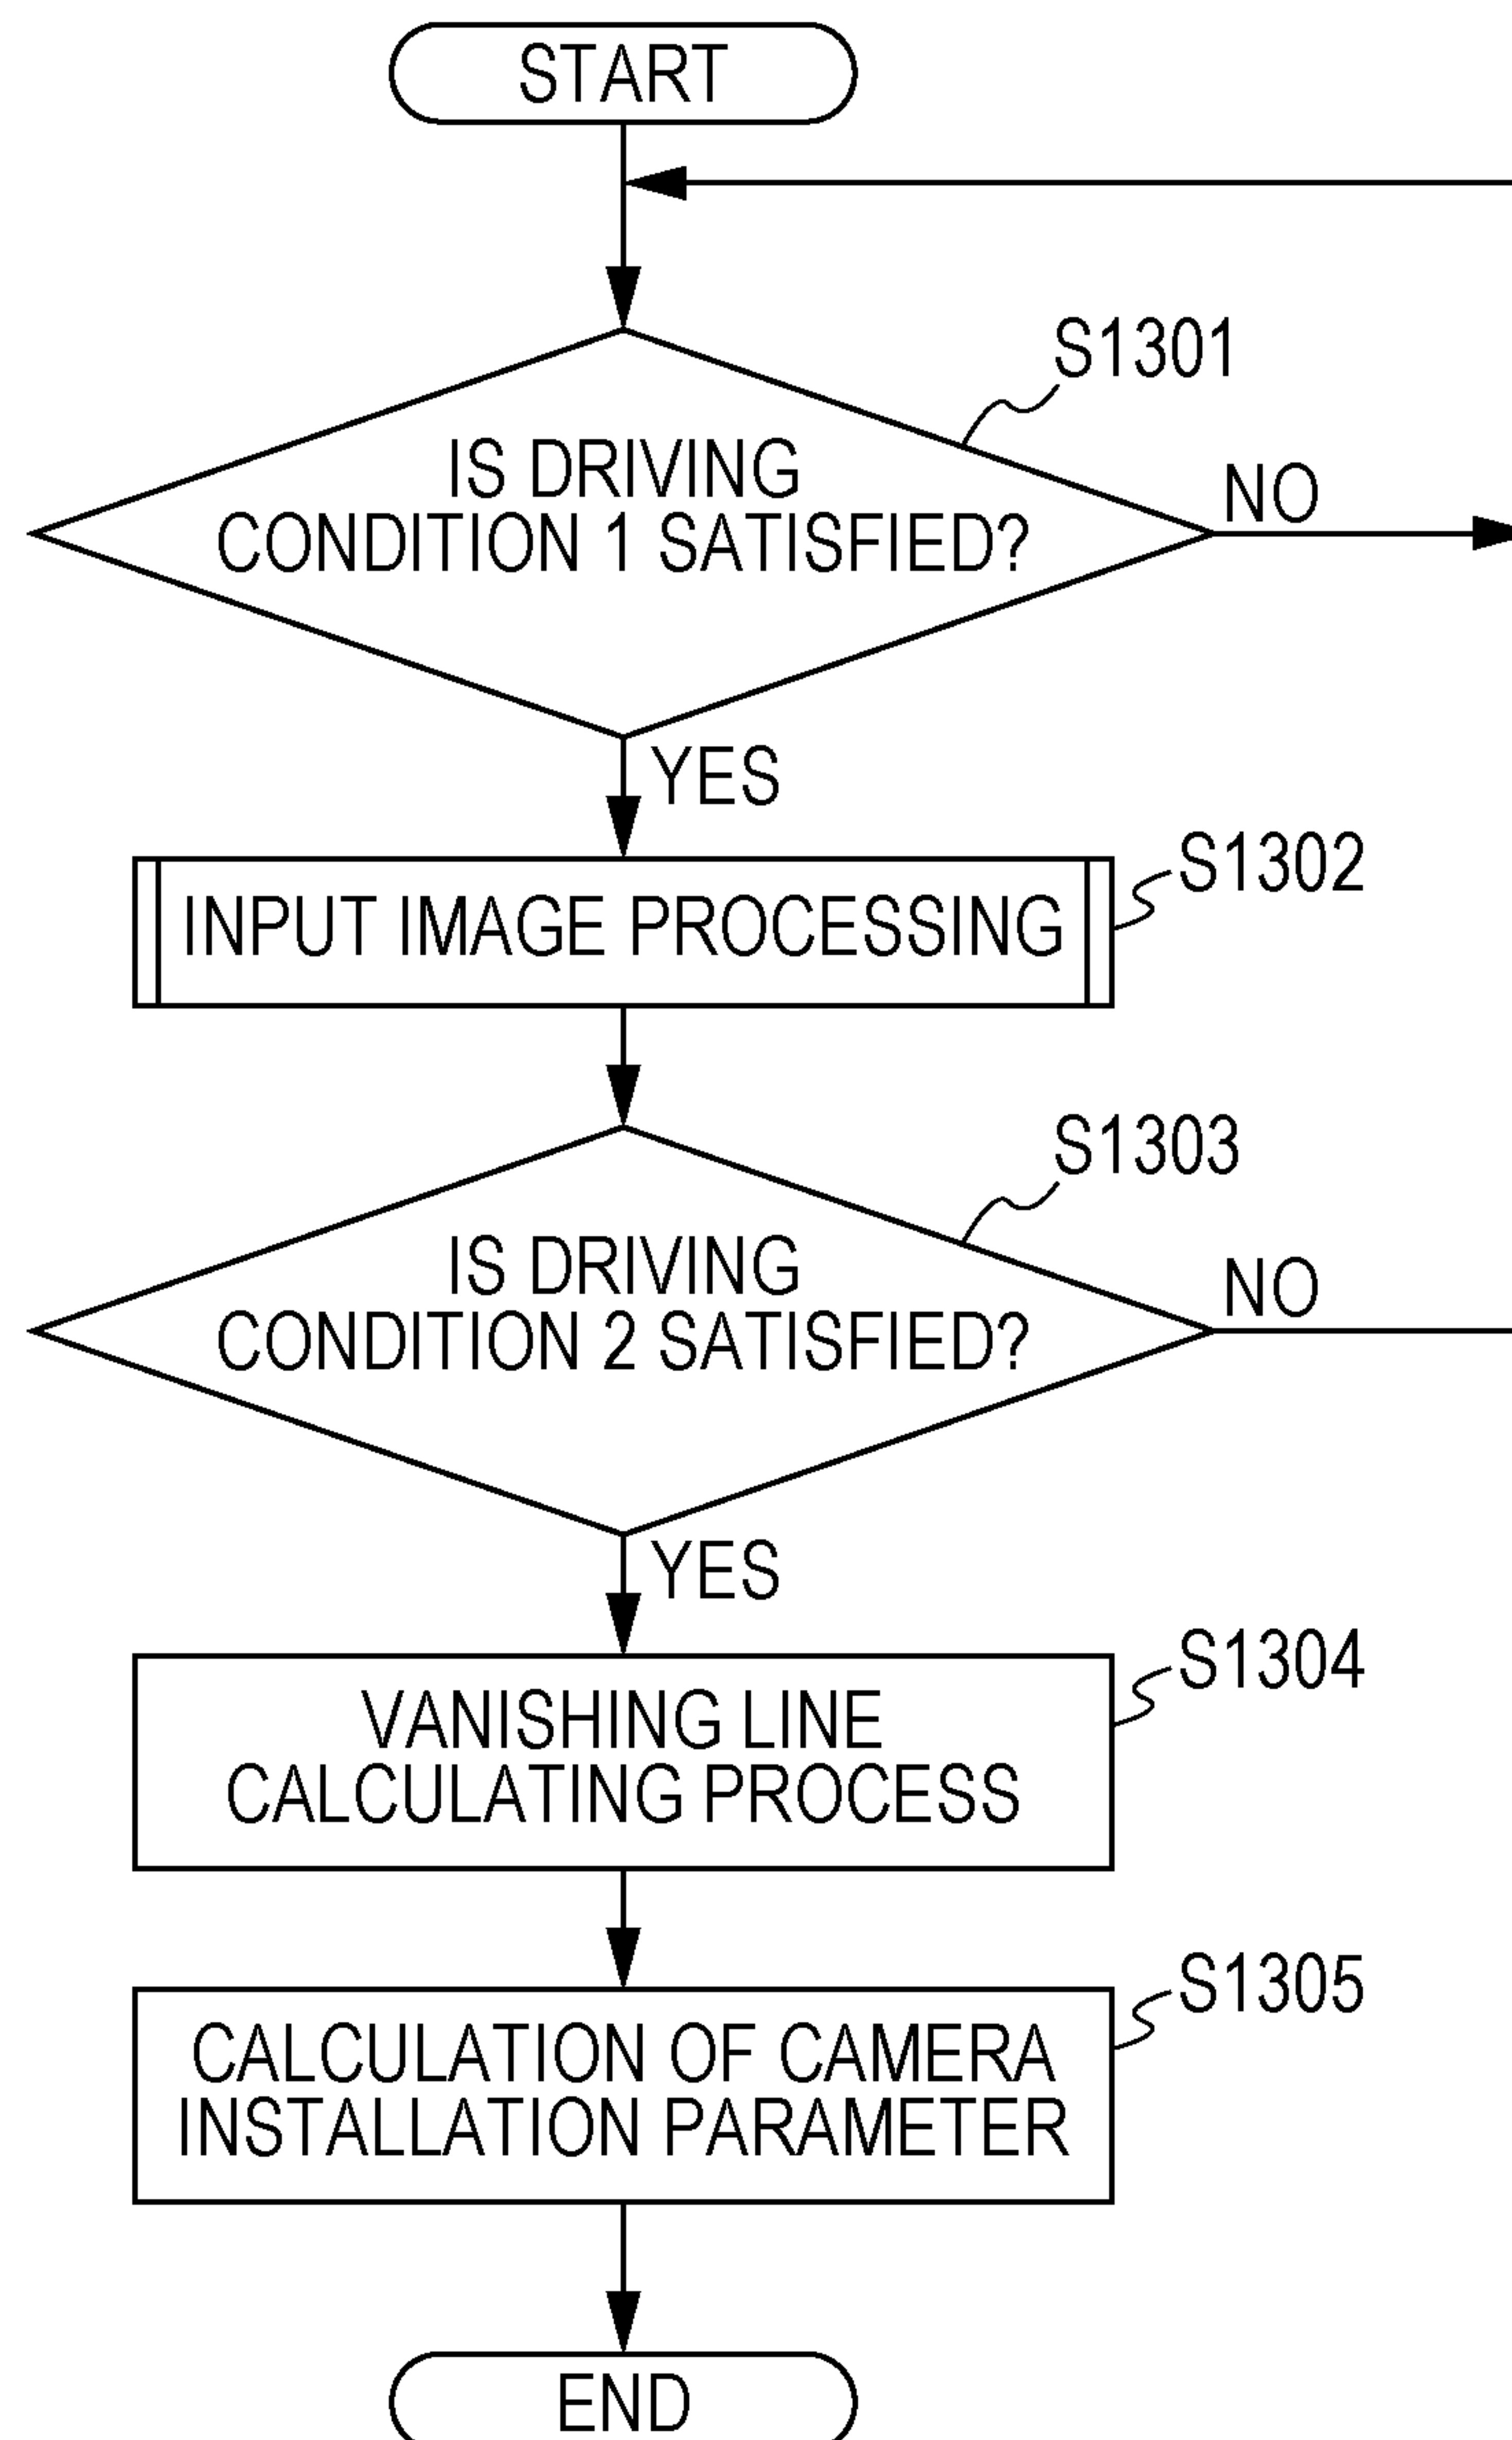 START
S1301
IS DRIVING
CONDITION 1 SATISFIED?
NO
YES
S1302
INPUT IMAGE PROCESSING
S1303
IS DRIVING
CONDITION 2 SATISFIED?
NO
YES
S1304
VANISHING LINE
CALCULATING PROCESS
S1305
CALCULATION OF CAMERA
INSTALLATION PARAMETER
END